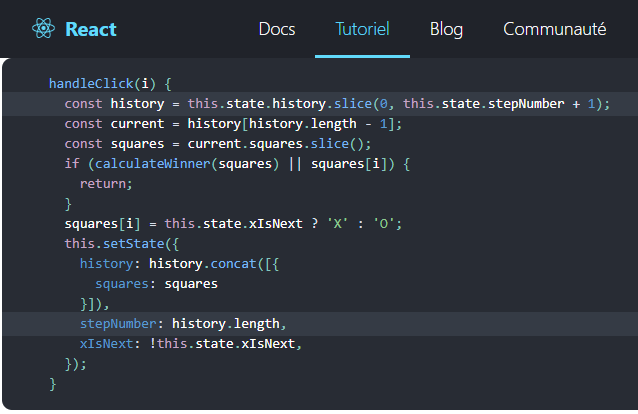 React Docs Tutoriel Blog Communauté
handleClick(i) {
  const history = this.state.history.slice(0, this.state.stepNumber + 1);
  const current = history[history.length - 1];
  const squares = current.squares.slice();
  if (calculateWinner(squares) || squares[i]) {
    return;
  }
  squares[i] = this.state.xIsNext ? 'X' : 'O';
  this.setState({
    history: history.concat([{
      squares: squares
    }]),
    stepNumber: history.length,
    xIsNext: !this.state.xIsNext,
  });
}